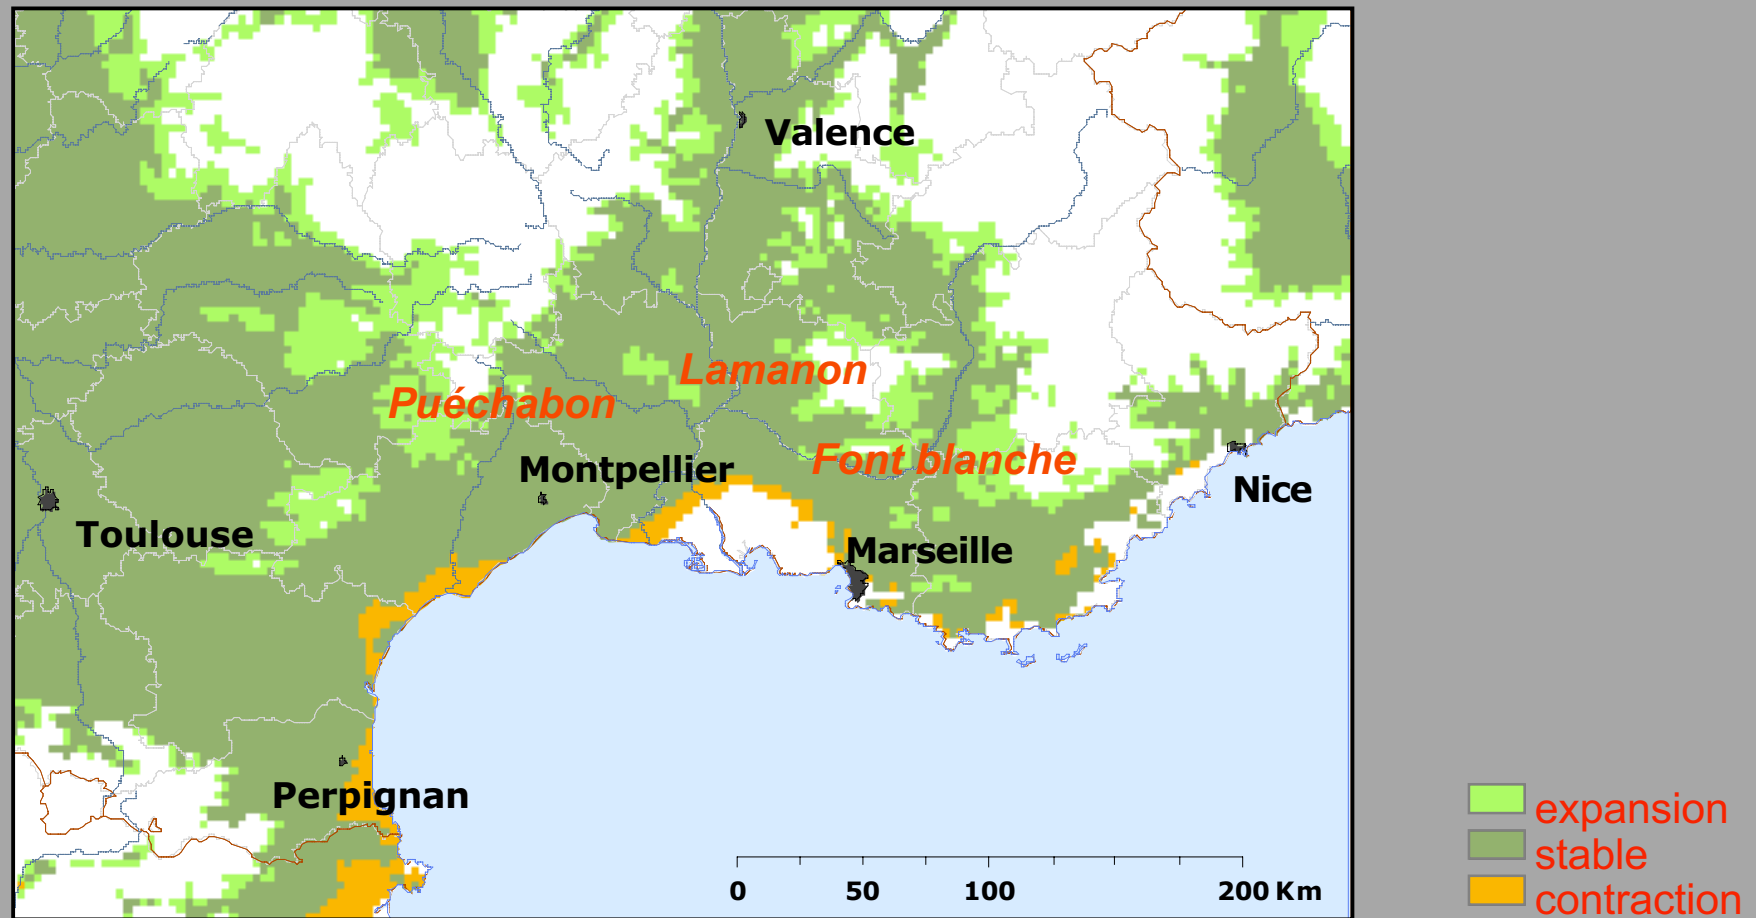 Valence
Lamanon
Puéchabon
Font blanche
Montpellier
Nice
Toulouse
Marseille
Perpignan
0 50 100 200 Km
expansion
stable
contraction